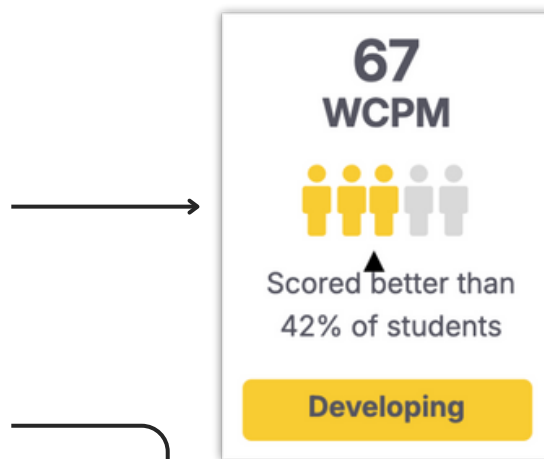 67
WCPM
Scored better than
42% of students
Developing